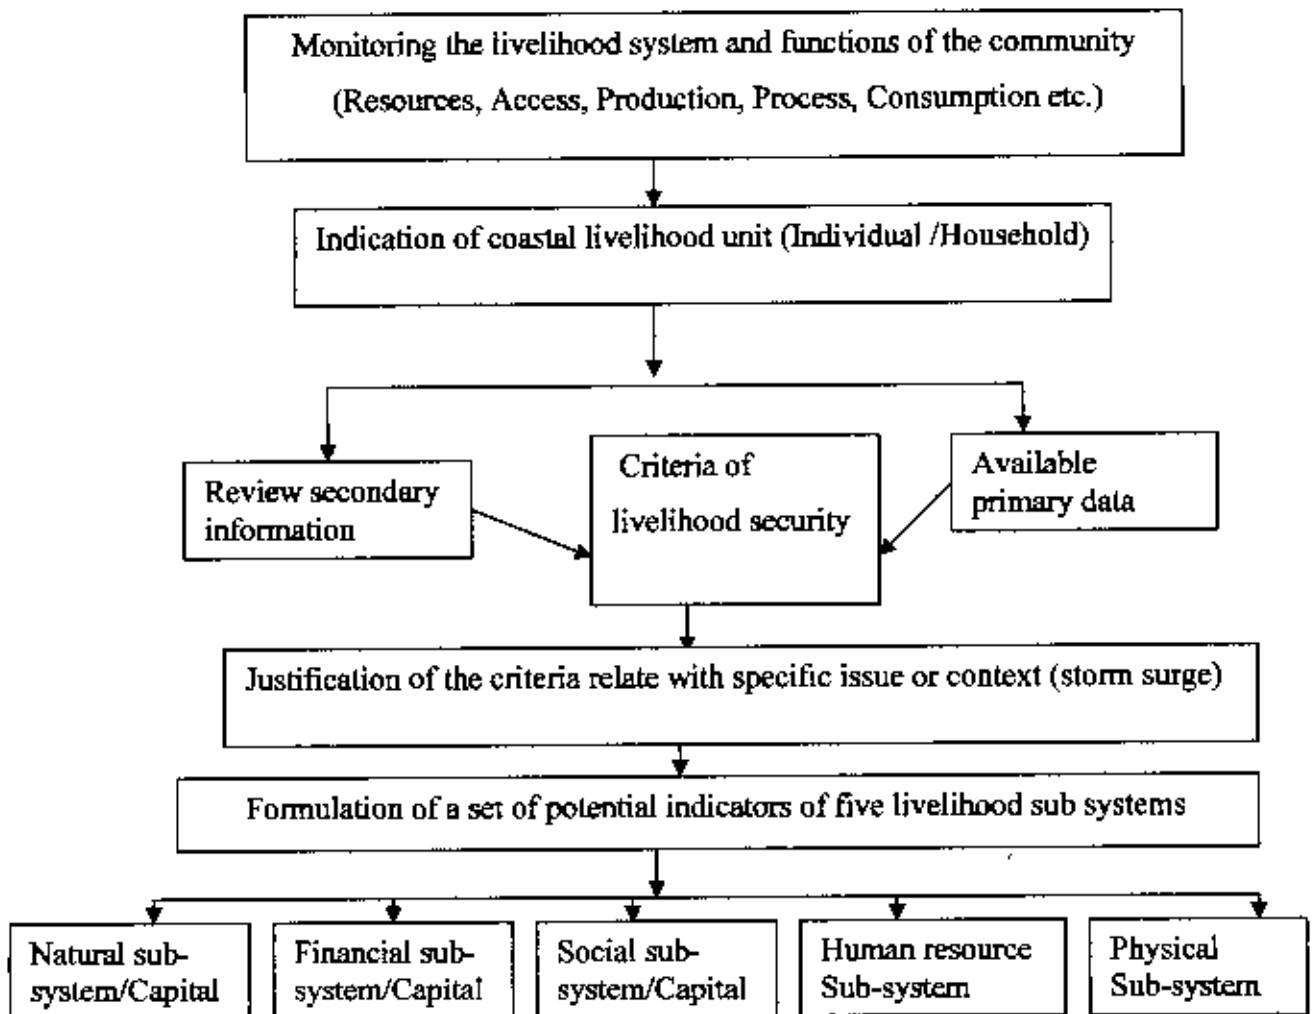 Monitoring the livelihood system and functions of the community
(Resources, Access, Production, Process, Consumption etc.)
Indication of coastal livelihood unit (Individual /Household)
Review secondary
information
Criteria of
livelihood security
Available
primary data
Justification of the criteria relate with specific issue or context (storm surge)
Formulation of a set of potential indicators of five livelihood sub systems
Natural sub-
system/Capital
Financial sub-
system/Capital
Social sub-
system/Capital
Human resource
Sub-system
Physical
Sub-system